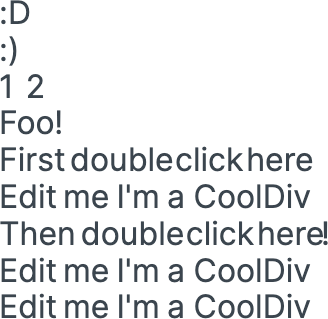 :D
:)
1 2
Foo!
First doubleclick here
Edit me I'm a CoolDiv
Then doubleclick here!
Edit me I'm a CoolDiv
Edit me I'm a CoolDiv